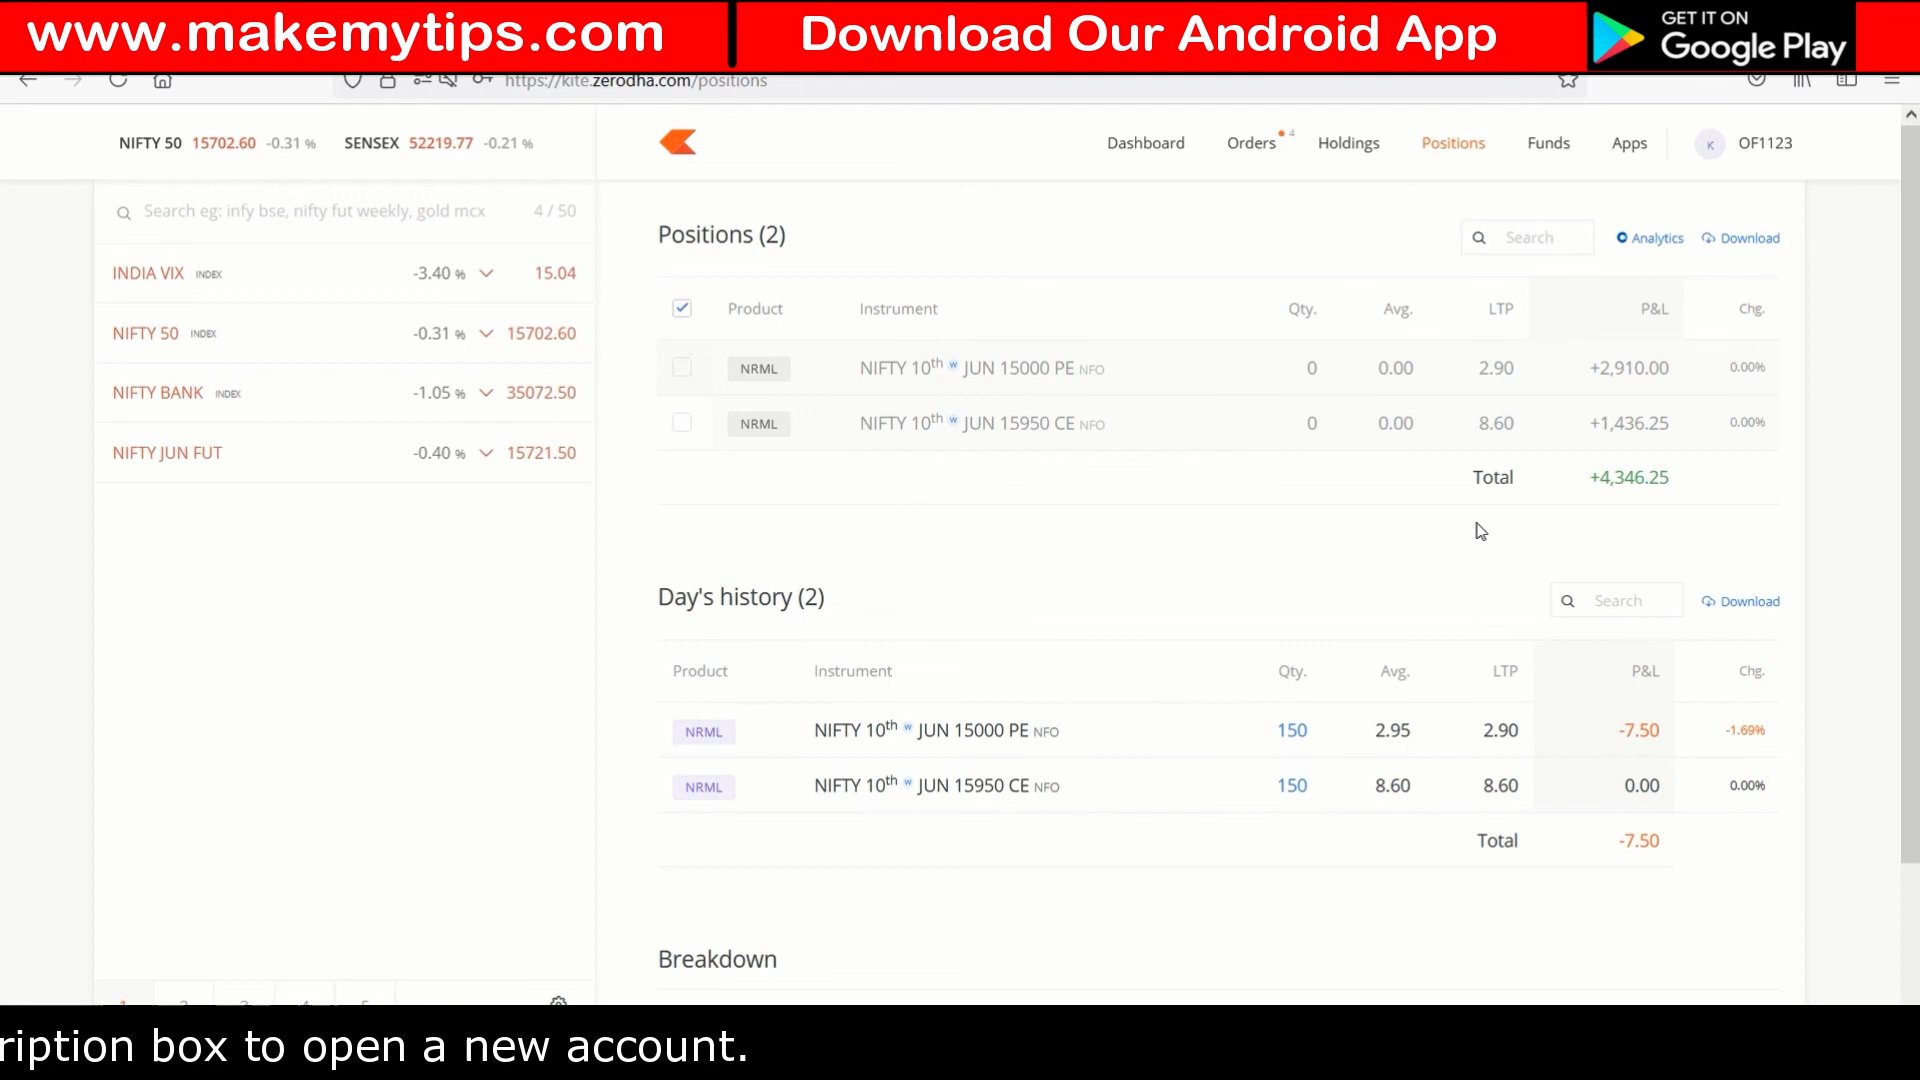 www.makemytips.com
Download Our Android App
GET IT ON
Google Play
https://kite.zerodha.com/positions
NIFTY 50 15702.60 -0.31 % SENSEX 52219.77 -0.21 %
Dashboard Orders 4 Holdings Positions Funds Apps K OF1123
Search eg: infy bse, nifty fut weekly, gold mcx 4 / 50
INDIA VIX INDEX -3.40 % 15.04
NIFTY 50 INDEX -0.31 % 15702.60
NIFTY BANK INDEX -1.05 % 35072.50
NIFTY JUN FUT -0.40 % 15721.50
Positions (2) Search Analytics Download
Product Instrument Qty. Avg. LTP P&L Chg.
NRML NIFTY 10th w JUN 15000 PE NFO 0 0.00 2.90 +2,910.00 0.00%
NRML NIFTY 10th w JUN 15950 CE NFO 0 0.00 8.60 +1,436.25 0.00%
Total +4,346.25
Day's history (2) Search Download
Product Instrument Qty. Avg. LTP P&L Chg.
NRML NIFTY 10th w JUN 15000 PE NFO 150 2.95 2.90 -7.50 -1.69%
NRML NIFTY 10th w JUN 15950 CE NFO 150 8.60 8.60 0.00 0.00%
Total -7.50
Breakdown
1 2 3 4 5
ription box to open a new account.